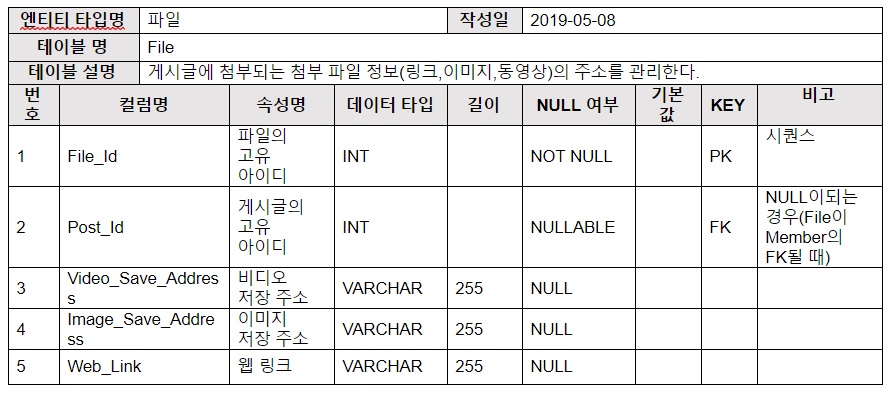 엔티티 타입명 파일 작성일 2019-05-08
테이블 명 File
테이블 설명 게시글에 첨부되는 첨부 파일 정보(링크,이미지,동영상)의 주소를 관리한다.
번호 컬럼명 속성명 데이터 타입 길이 NULL 여부 기본값 KEY 비고
1 File_Id 파일의 고유 아이디 INT NOT NULL PK 시퀀스
2 Post_Id 게시글의 고유 아이디 INT NULLABLE FK NULL이되는 경우(File이 Member의 FK될 때)
3 Video_Save_Address 비디오 저장 주소 VARCHAR 255 NULL
4 Image_Save_Address 이미지 저장 주소 VARCHAR 255 NULL
5 Web_Link 웹 링크 VARCHAR 255 NULL